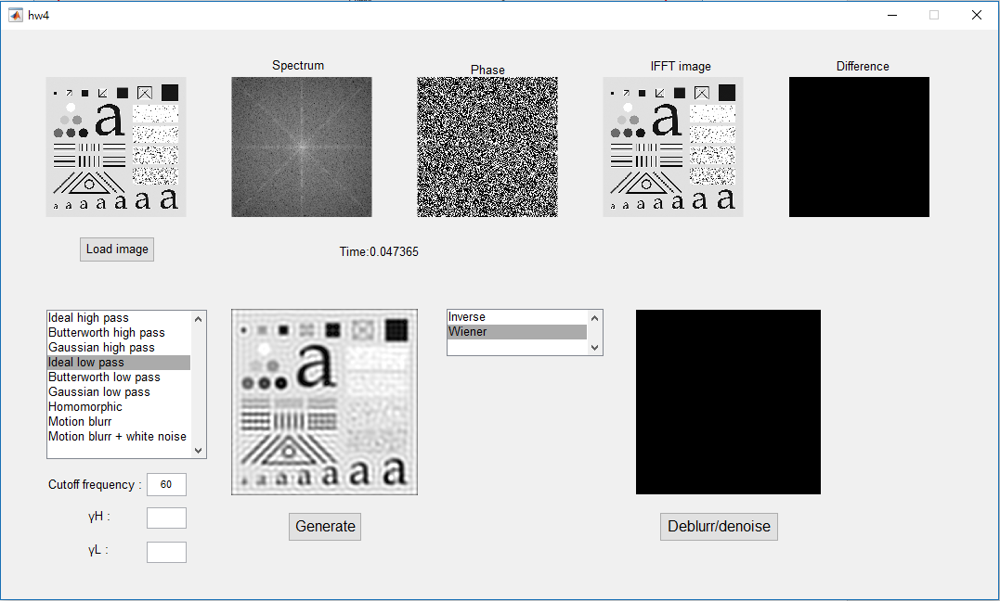 hw4
Spectrum
Phase
IFFT image
Difference
a
a a a a a a a
a
a a a a a a a
Load image
Time:0.047365
Ideal high pass
Butterworth high pass
Gaussian high pass
Ideal low pass
Butterworth low pass
Gaussian low pass
Homomorphic
Motion blurr
Motion blurr + white noise
Inverse
Wiener
a
a a a a a a a
Cutoff frequency : 60
γH :
γL :
Generate
Deblurr/denoise